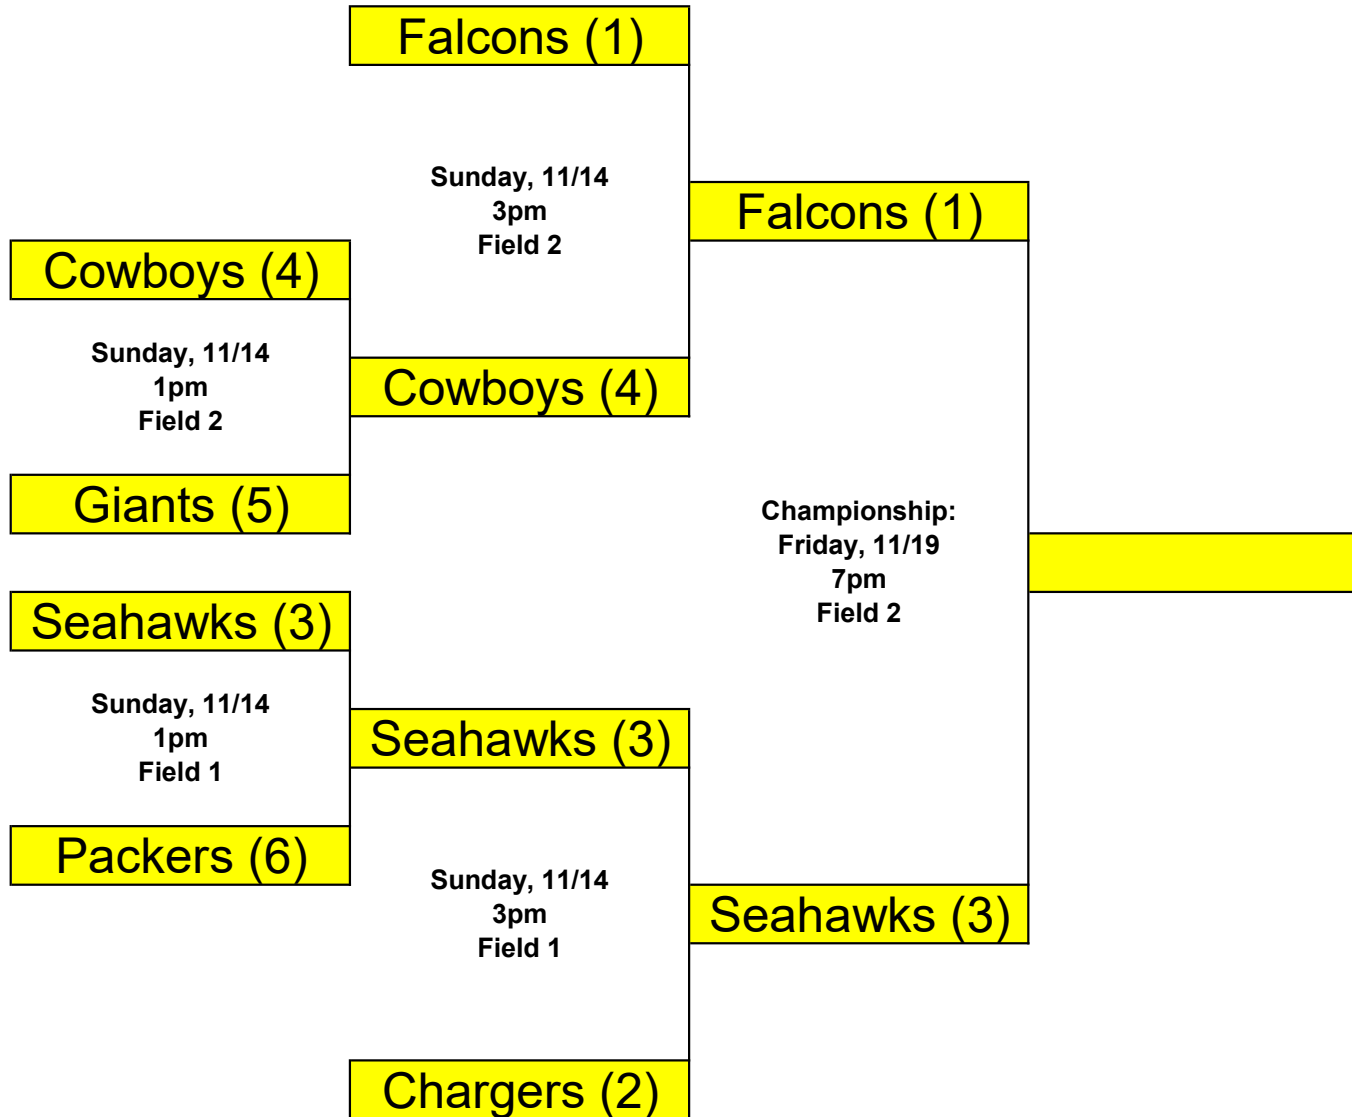 Falcons (1)
Sunday, 11/14
3pm
Field 2
Falcons (1)
Cowboys (4)
Sunday, 11/14
1pm
Field 2
Cowboys (4)
Giants (5)
Championship:
Friday, 11/19
7pm
Field 2
Seahawks (3)
Sunday, 11/14
1pm
Field 1
Seahawks (3)
Packers (6)
Sunday, 11/14
3pm
Field 1
Seahawks (3)
Chargers (2)